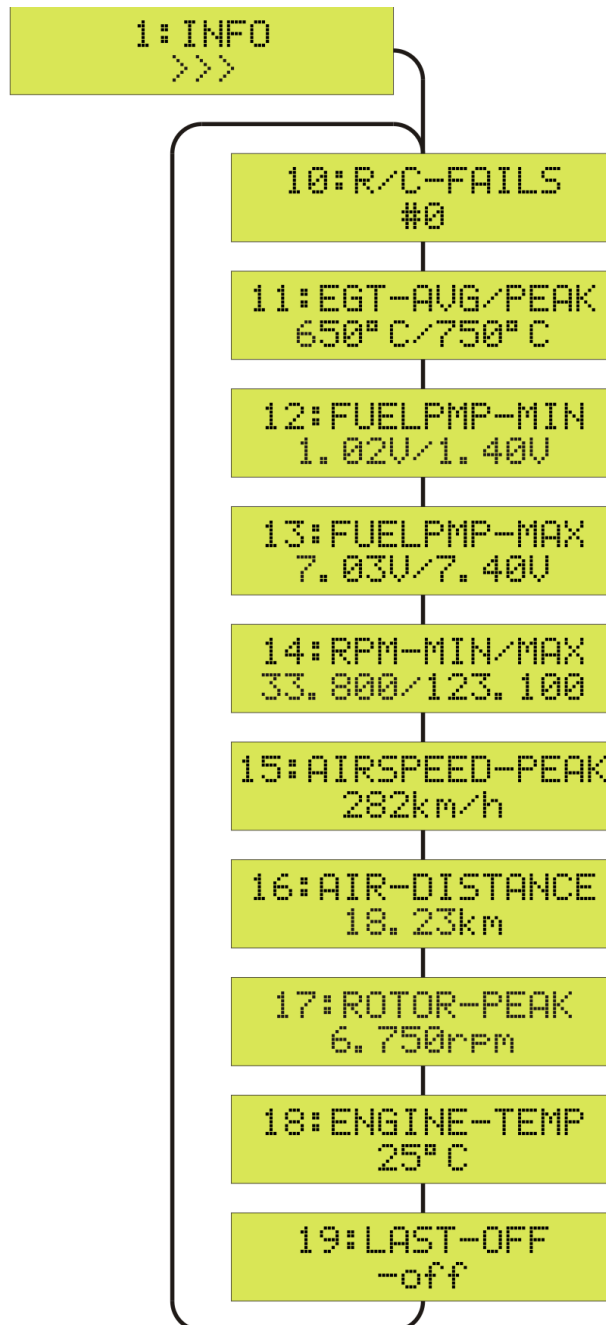 1:INFO
>>>
10:R/C-FAILS
#0
11:EGT-AVG/PEAK
650°C/750°C
12:FUELPMP-MIN
1.02V/1.40V
13:FUELPMP-MAX
7.03V/7.40V
14:RPM-MIN/MAX
33.800/123.100
15:AIRSPEED-PEAK
282km/h
16:AIR-DISTANCE
18.23km
17:ROTOR-PEAK
6.750rpm
18:ENGINE-TEMP
25°C
19:LAST-OFF
-off